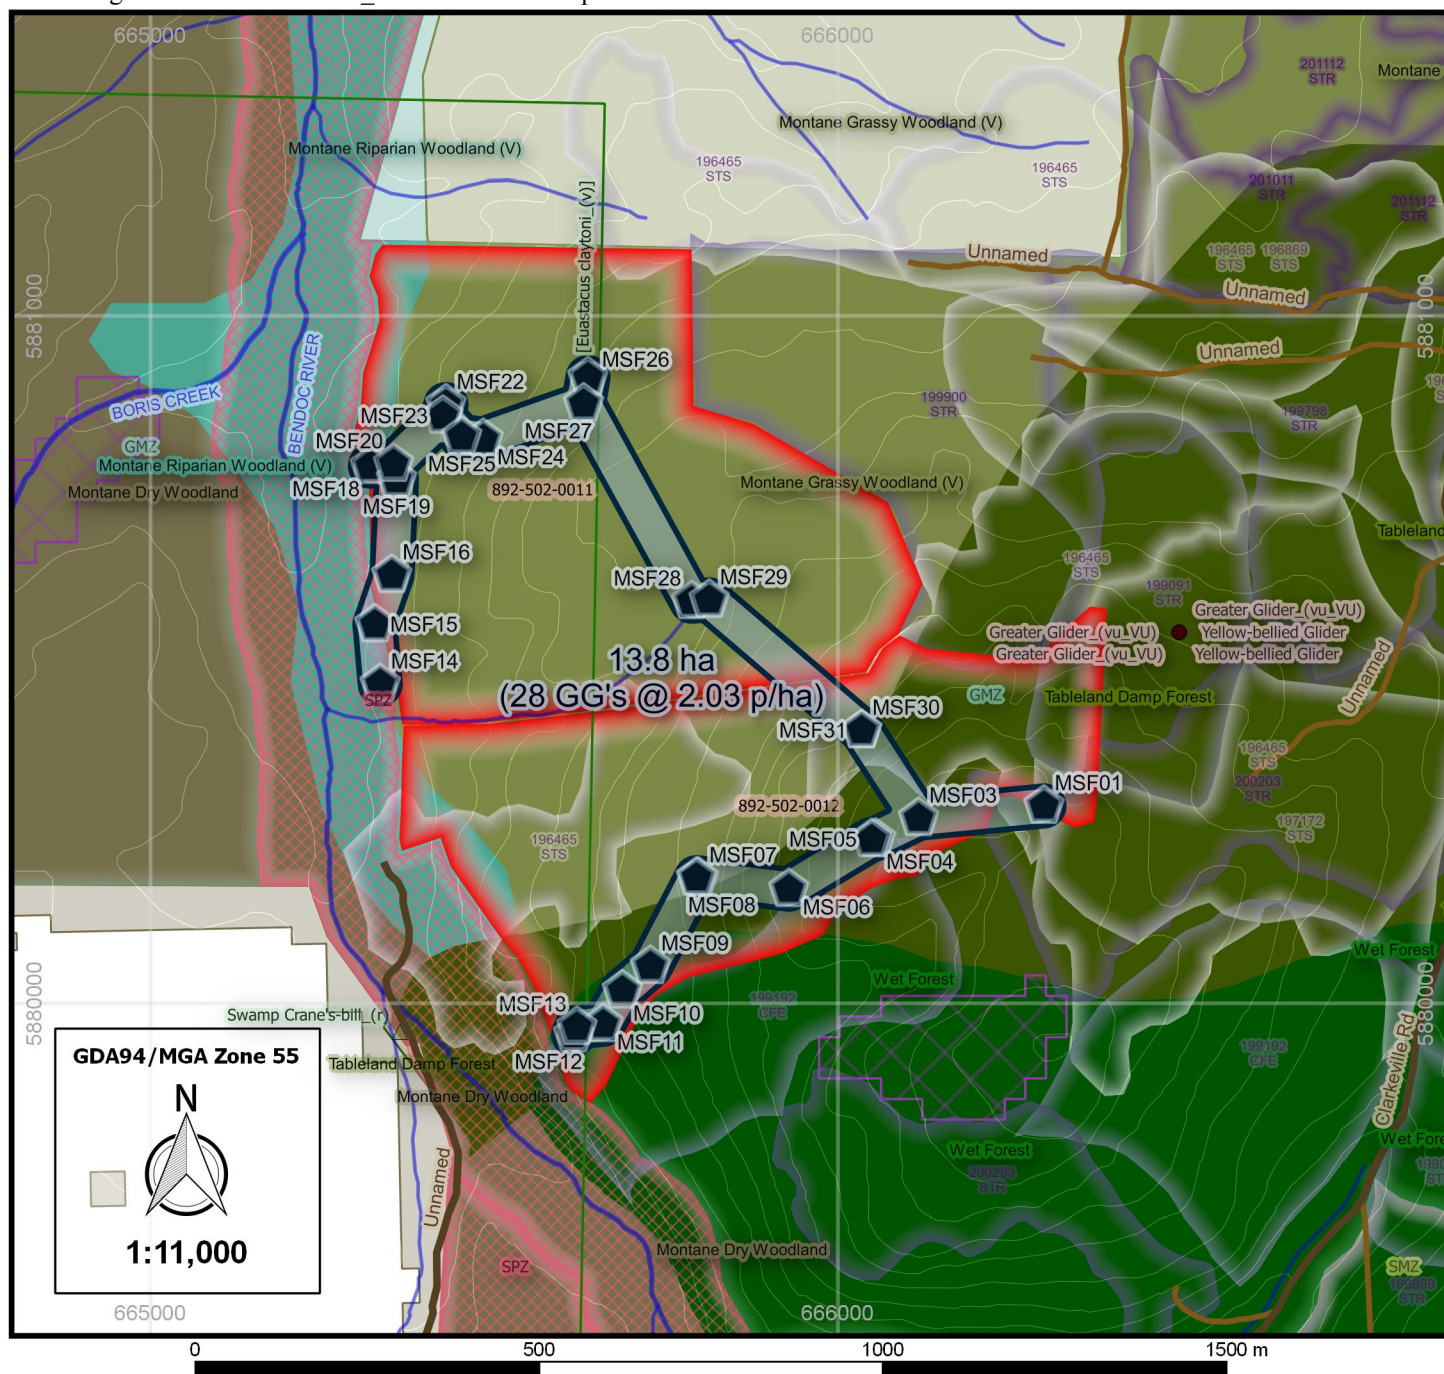 665000
666000
201112
STR
Montane
Montane Grassy Woodland (V)
Montane Riparian Woodland (V)
196465
STS
196465
STS
201011
STR
201112
STR
[Euastacus claytoni_(v)]
Unnamed
196465
STS
196869
STS
Unnamed
5881000
5881000
Unnamed
BENDOC RIVER
BORIS CREEK
MSF26
MSF22
MSF23
MSF27
MSF20
MSF24
MSF25
GMZ
Montane Riparian Woodland (V)
MSF18
Montane Dry Woodland
892-502-0011
MSF19
199900
STR
199798
STR
Montane Grassy Woodland (V)
Tableland
MSF16
196465
STS
MSF28
MSF29
199091
STR
Greater Glider_(vu_VU)
MSF15
Greater Glider_(vu_VU)
Yellow-bellied Glider
Greater Glider_(vu_VU)
Yellow-bellied Glider
MSF14
13.8 ha
(28 GG's @ 2.03 p/ha)
SPZ
GMZ
Tableland Damp Forest
Unnamed
MSF30
MSF31
196465
STS
200203
STR
MSF01
MSF03
892-502-0012
197172
STS
MSF05
196465
STS
MSF07
MSF04
MSF08
MSF06
MSF09
Wet Forest
Wet Forest
5880000
5880000
MSF13
199192
CFE
Swamp Crane's-bill_(r)
MSF10
MSF11
MSF12
199192
CFE
Clarkeville Rd
GDA94/MGA Zone 55
N
1:11,000
Tableland Damp Forest
Montane Dry Woodland
Wet Forest
200203
STR
Unnamed
Montane Dry Woodland
SPZ
SMZ
199899
STR
665000
666000
0 500 1000 1500 m